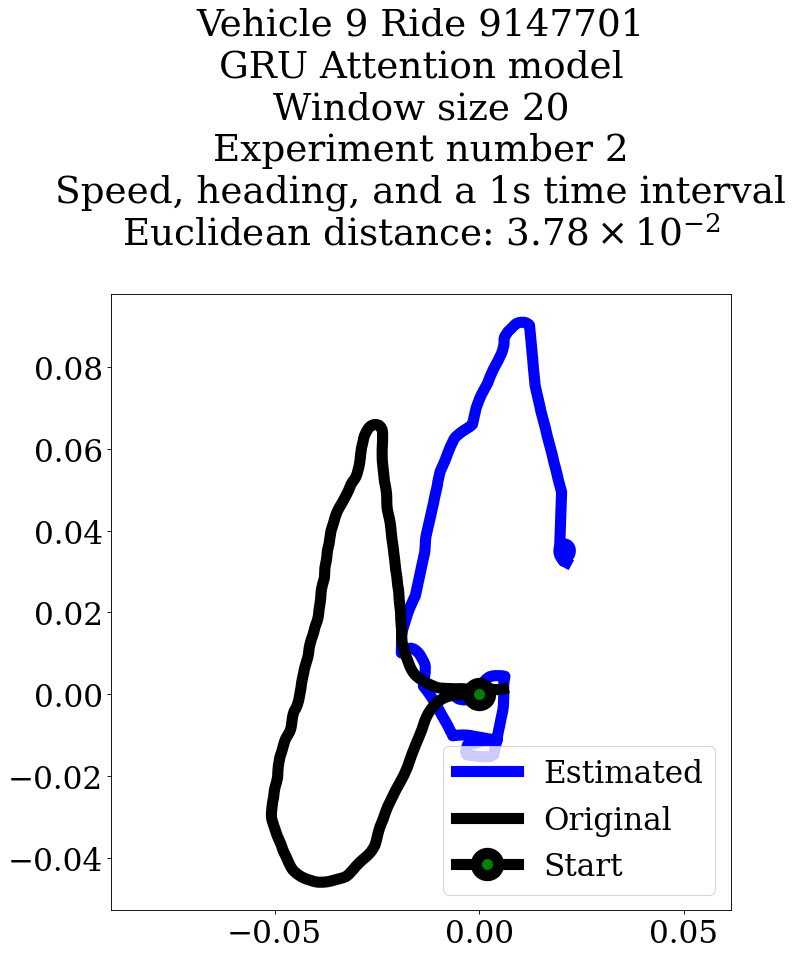 Vehicle 9 Ride 9147701
GRU Attention model
Window size 20
Experiment number 2
Speed, heading, and a 1s time interval
Euclidean distance: 3.78 × 10⁻²
0.08
0.06
0.04
0.02
0.00
−0.02
−0.04
Estimated
Original
Start
−0.05
0.00
0.05